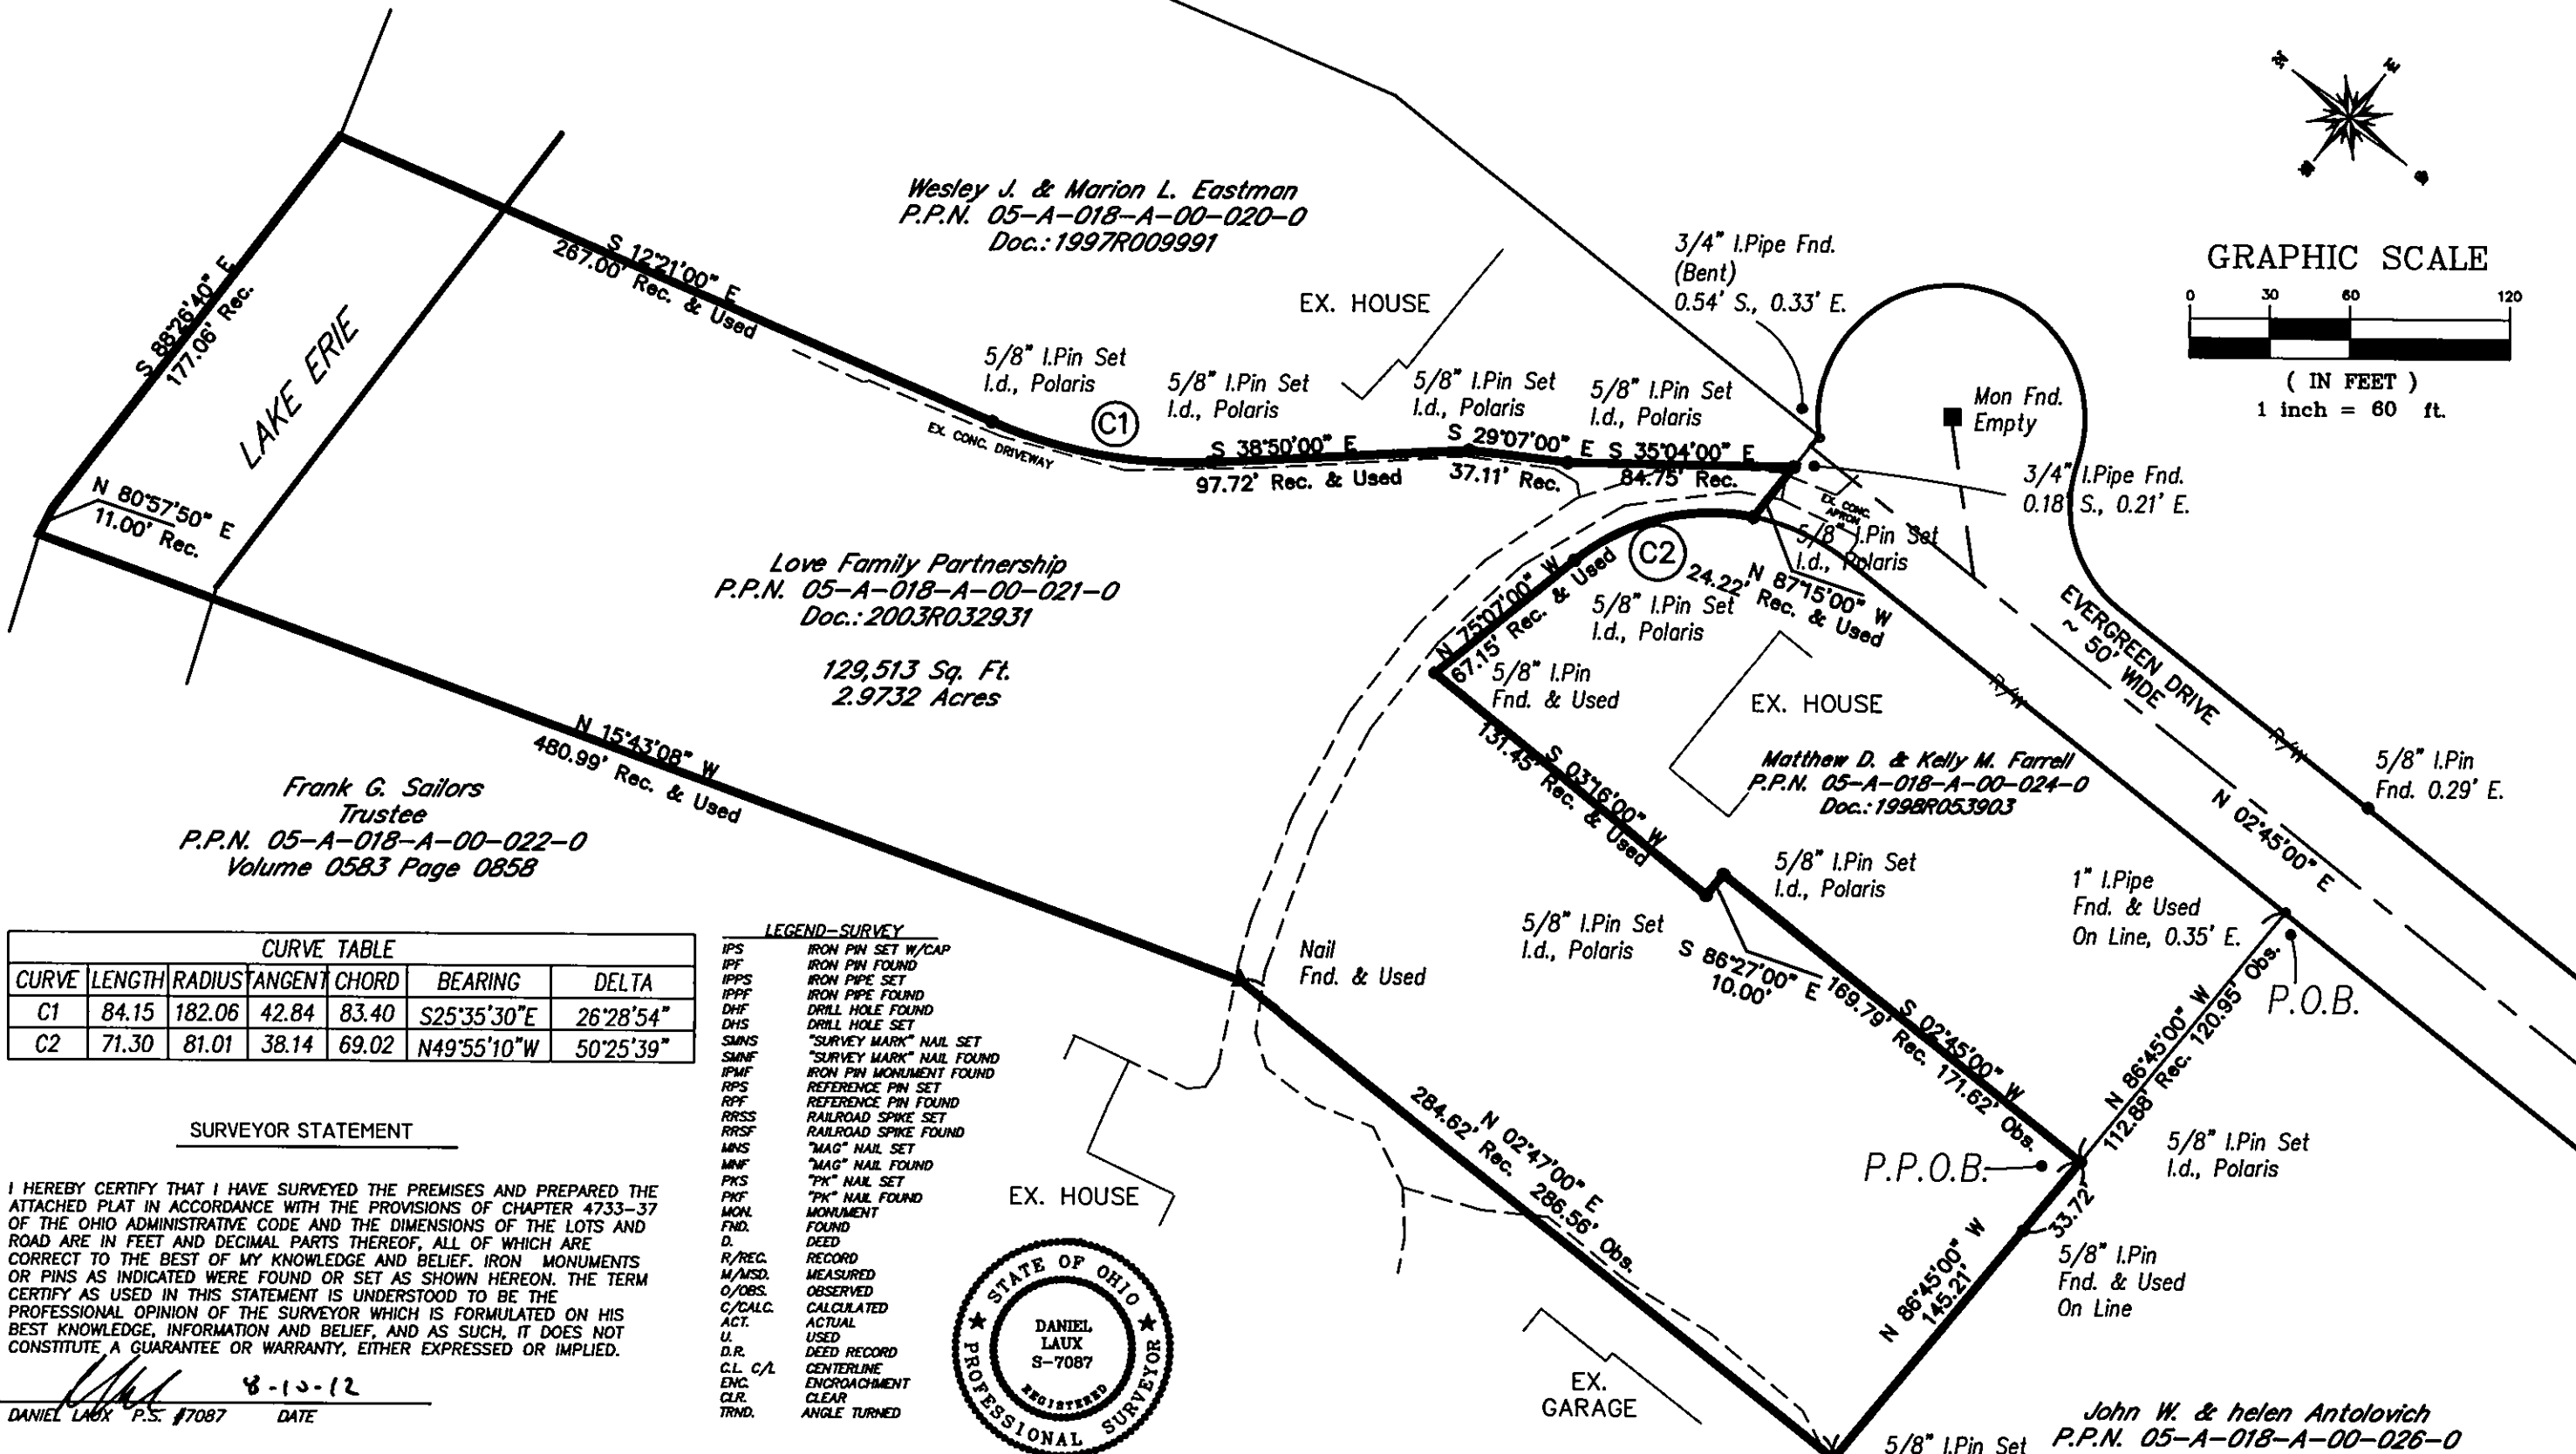 Wesley J. & Marion L. Eastman
P.P.N. 05-A-018-A-00-020-0
Doc.: 1997R009991
GRAPHIC SCALE
0 30 60 120
( IN FEET )
1 inch = 60 ft.
3/4" I.Pipe Fnd.
(Bent)
0.54' S., 0.33' E.
EX. HOUSE
Mon Fnd.
Empty
3/4" I.Pipe Fnd.
0.18' S., 0.21' E.
S 88°26'40" E
177.06' Rec.
LAKE ERIE
N 80°57'50" E
11.00' Rec.
S 12°21'00" E
267.00' Rec. & Used
EX. CONC. DRIVEWAY
5/8" I.Pin Set
I.d., Polaris
C1
5/8" I.Pin Set
I.d., Polaris
S 38°50'00" E
97.72' Rec. & Used
5/8" I.Pin Set
I.d., Polaris
S 29°07'00" E
37.11' Rec.
5/8" I.Pin Set
I.d., Polaris
S 35°04'00" E
84.75' Rec.
EX. CONC.
APRON
5/8" I.Pin Set
I.d., Polaris
N 87°15'00" W
24.22' Rec. & Used
C2
5/8" I.Pin Set
I.d., Polaris
N 75°07'00" W
67.15' Rec. & Used
5/8" I.Pin
Fnd. & Used
EX. HOUSE
Matthew D. & Kelly M. Farrell
P.P.N. 05-A-018-A-00-024-0
Doc.: 1998R053903
EVERGREEN DRIVE
~ 50' WIDE
R/W
R/W
N 02°45'00" E
5/8" I.Pin
Fnd. 0.29' E.
Love Family Partnership
P.P.N. 05-A-018-A-00-021-0
Doc.: 2003R032931
129,513 Sq. Ft.
2.9732 Acres
N 15°43'08" W
480.99' Rec. & Used
Frank G. Sailors
Trustee
P.P.N. 05-A-018-A-00-022-0
Volume 0583 Page 0858
S 03°16'00" W
131.45' Rec. & Used
5/8" I.Pin Set
I.d., Polaris
5/8" I.Pin Set
I.d., Polaris
S 86°27'00" E
10.00'
S 02°45'00" W
169.79' Rec. 171.62' Obs.
1" I.Pipe
Fnd. & Used
On Line, 0.35' E.
P.O.B.
N 86°45'00" W
112.88' Rec. 120.95' Obs.
P.P.O.B.
5/8" I.Pin Set
I.d., Polaris
33.72'
5/8" I.Pin
Fnd. & Used
On Line
N 86°45'00" W
145.21'
Nail
Fnd. & Used
N 02°47'00" E
284.62' Rec. 286.56' Obs.
EX. HOUSE
EX.
GARAGE
5/8" I.Pin Set
John W. & helen Antolovich
P.P.N. 05-A-018-A-00-026-0
CURVE TABLE
CURVE LENGTH RADIUS TANGENT CHORD BEARING DELTA
C1 84.15 182.06 42.84 83.40 S25°35'30"E 26°28'54"
C2 71.30 81.01 38.14 69.02 N49°55'10"W 50°25'39"
SURVEYOR STATEMENT
I HEREBY CERTIFY THAT I HAVE SURVEYED THE PREMISES AND PREPARED THE
ATTACHED PLAT IN ACCORDANCE WITH THE PROVISIONS OF CHAPTER 4733-37
OF THE OHIO ADMINISTRATIVE CODE AND THE DIMENSIONS OF THE LOTS AND
ROAD ARE IN FEET AND DECIMAL PARTS THEREOF, ALL OF WHICH ARE
CORRECT TO THE BEST OF MY KNOWLEDGE AND BELIEF. IRON MONUMENTS
OR PINS AS INDICATED WERE FOUND OR SET AS SHOWN HEREON. THE TERM
CERTIFY AS USED IN THIS STATEMENT IS UNDERSTOOD TO BE THE
PROFESSIONAL OPINION OF THE SURVEYOR WHICH IS FORMULATED ON HIS
BEST KNOWLEDGE, INFORMATION AND BELIEF, AND AS SUCH, IT DOES NOT
CONSTITUTE A GUARANTEE OR WARRANTY, EITHER EXPRESSED OR IMPLIED.
8-10-12
DANIEL LAUX P.S. #7087 DATE
LEGEND-SURVEY
IPS IRON PIN SET W/CAP
IPF IRON PIN FOUND
IPPS IRON PIPE SET
IPPF IRON PIPE FOUND
DHF DRILL HOLE FOUND
DHS DRILL HOLE SET
SMNS "SURVEY MARK" NAIL SET
SMNF "SURVEY MARK" NAIL FOUND
IPMF IRON PIN MONUMENT FOUND
RPS REFERENCE PIN SET
RPF REFERENCE PIN FOUND
RRSS RAILROAD SPIKE SET
RRSF RAILROAD SPIKE FOUND
MNS "MAG" NAIL SET
MNF "MAG" NAIL FOUND
PKS "PK" NAIL SET
PKF "PK" NAIL FOUND
MON. MONUMENT
FND. FOUND
D. DEED
R/REC. RECORD
M/MSD. MEASURED
O/OBS. OBSERVED
C/CALC. CALCULATED
ACT. ACTUAL
U. USED
D.R. DEED RECORD
C.L. C/L CENTERLINE
ENC. ENCROACHMENT
CLR. CLEAR
TRND. ANGLE TURNED
STATE OF OHIO
DANIEL
LAUX
S-7087
REGISTERED
PROFESSIONAL SURVEYOR